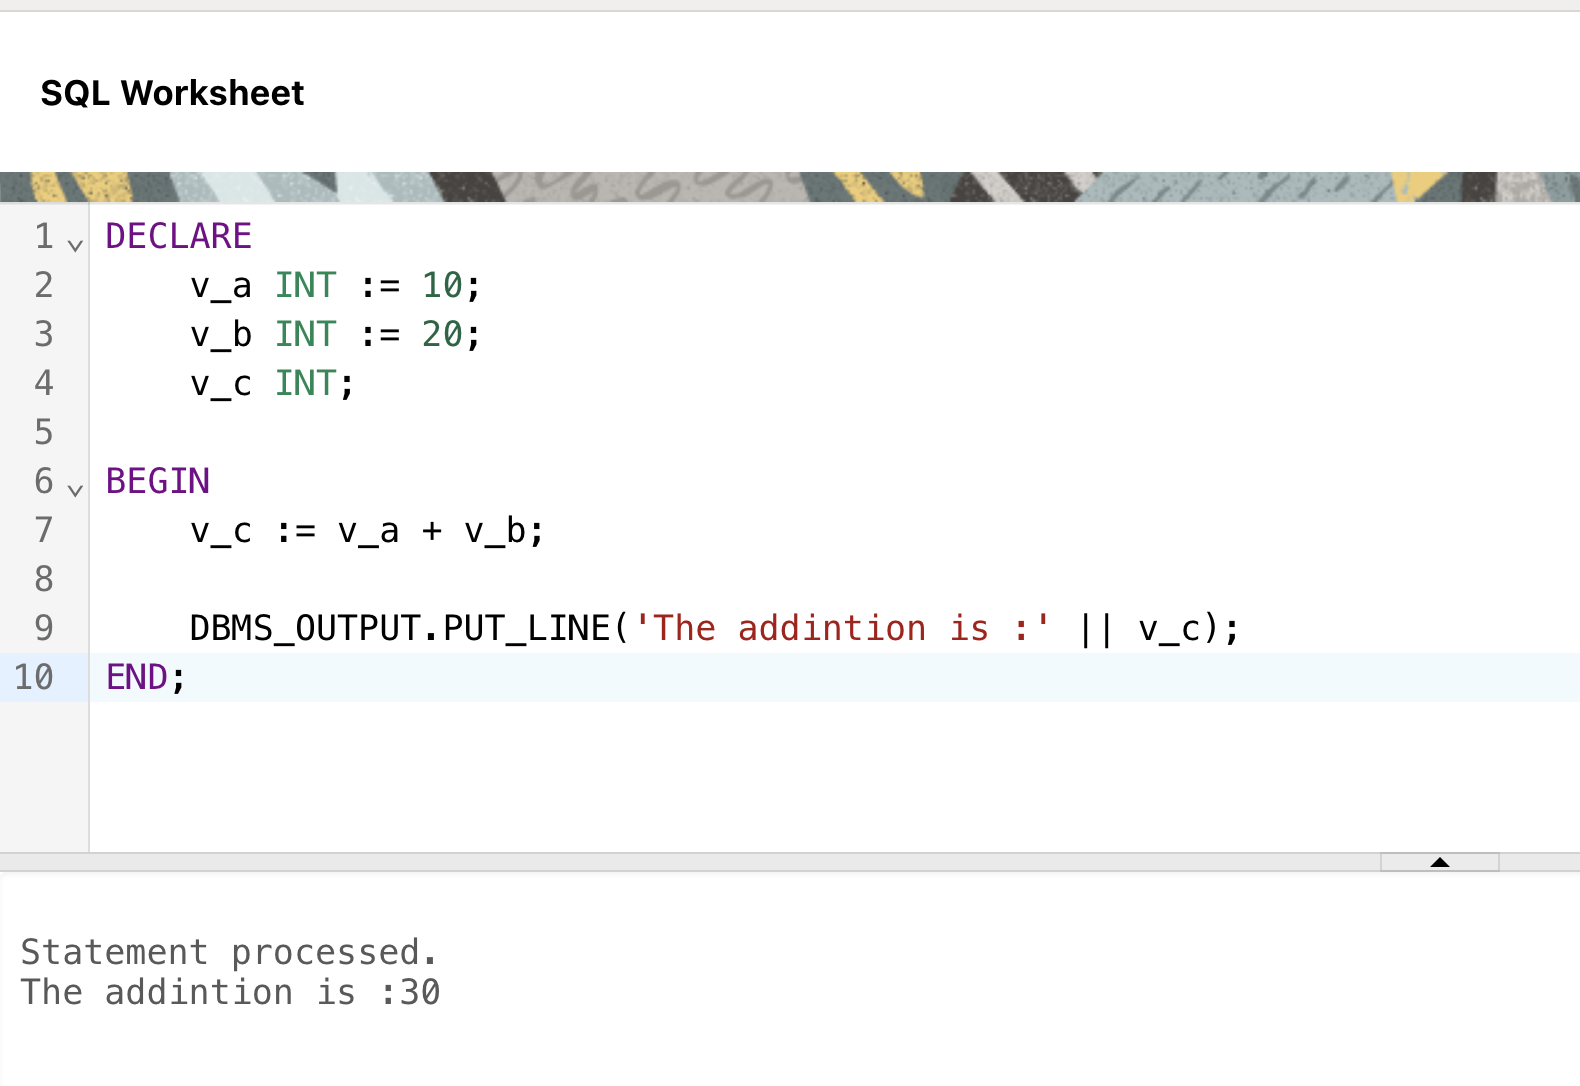 SQL Worksheet
1 DECLARE
2     v_a INT := 10;
3     v_b INT := 20;
4     v_c INT;
5
6 BEGIN
7     v_c := v_a + v_b;
8
9     DBMS_OUTPUT.PUT_LINE('The addintion is :' || v_c);
10 END;
Statement processed.
The addintion is :30